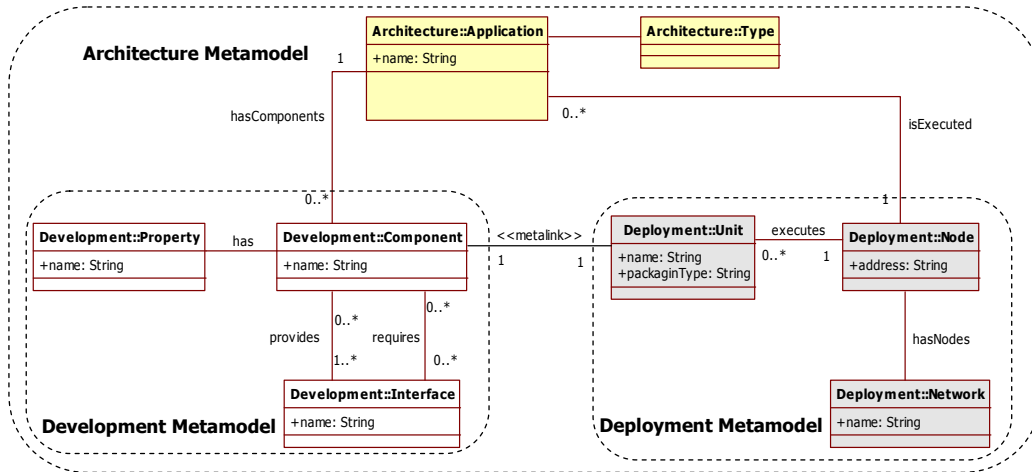 Architecture Metamodel
Architecture::Application
+name: String
Architecture::Type
1
hasComponents
0..*
0..*
isExecuted
1
Development::Property
+name: String
has
Development::Component
+name: String
<<metalink>>
1
1
Deployment::Unit
+name: String
+packaginType: String
executes
0..*
1
Deployment::Node
+address: String
0..*
provides
1..*
0..*
requires
0..*
hasNodes
Development::Interface
+name: String
Deployment::Network
+name: String
Development Metamodel
Deployment Metamodel